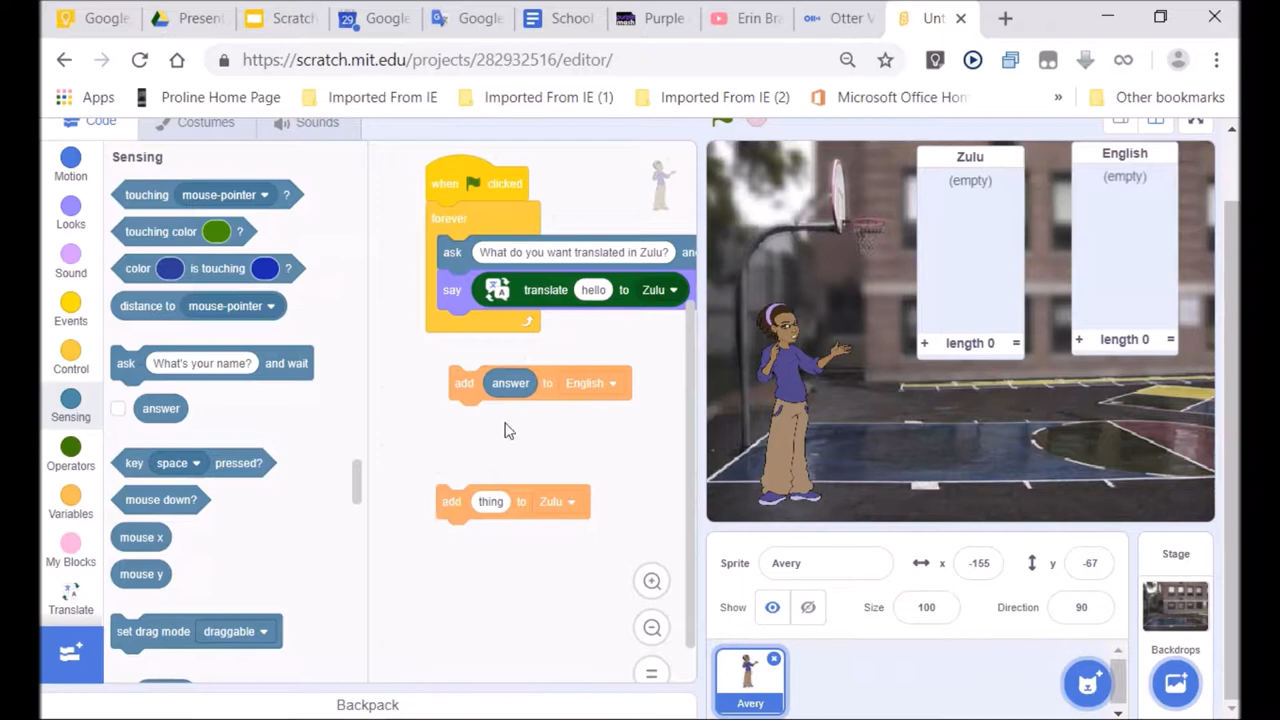 Google
Present
Scratch
29
Google
Google
School
purple math
Purple
Erin Bra
Otter V
Unt
https://scratch.mit.edu/projects/282932516/editor/
Apps
Proline Home Page
Imported From IE
Imported From IE (1)
Imported From IE (2)
Microsoft Office Hom
»
Other bookmarks
Code
Costumes
Sounds
Motion
Looks
Sound
Events
Control
Sensing
Operators
Variables
My Blocks
Translate
Sensing
touching mouse-pointer ?
touching color ?
color is touching ?
distance to mouse-pointer
ask What's your name? and wait
answer
key space pressed?
mouse down?
mouse x
mouse y
set drag mode draggable
when clicked
forever
ask What do you want translated in Zulu? an
say translate hello to Zulu
add answer to English
add thing to Zulu
Zulu
(empty)
+ length 0 =
English
(empty)
+ length 0 =
Sprite Avery x -155 y -67
Show Size 100 Direction 90
Avery
Stage
Backdrops
Backpack